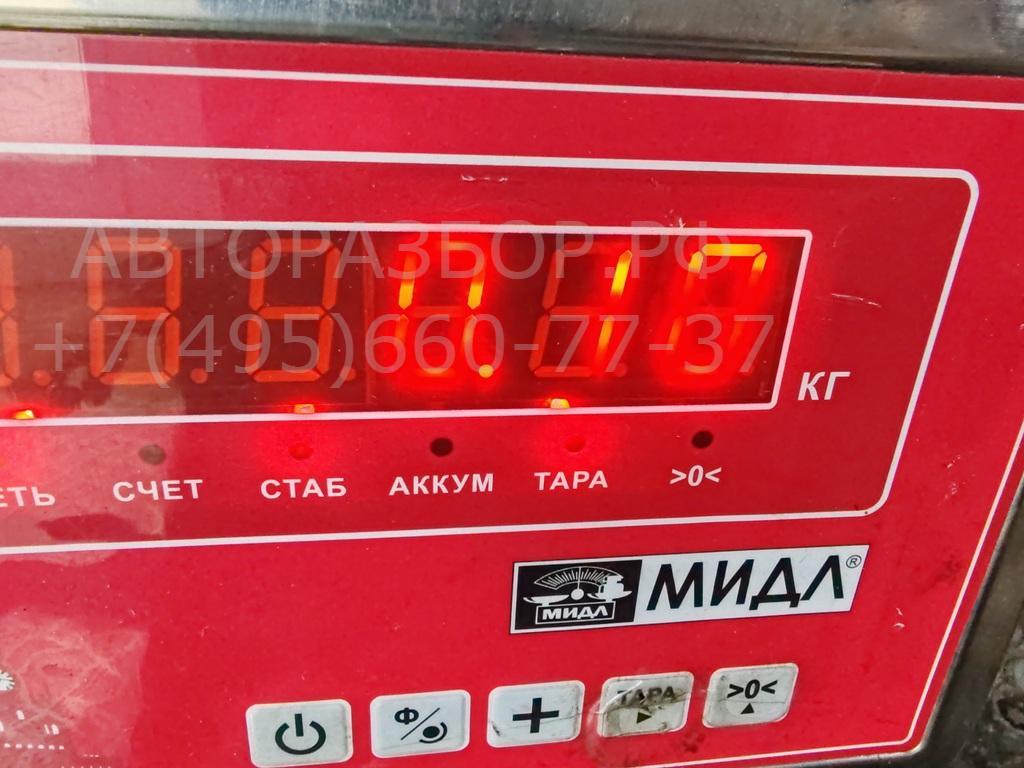 АВТОРАЗБОР.РФ
+7(495)660-77-37
КГ
ЕТЬ СЧЕТ СТАБ АККУМ ТАРА >0<
МИДЛ МИДЛ®
Ф/ + ТАРА >0<